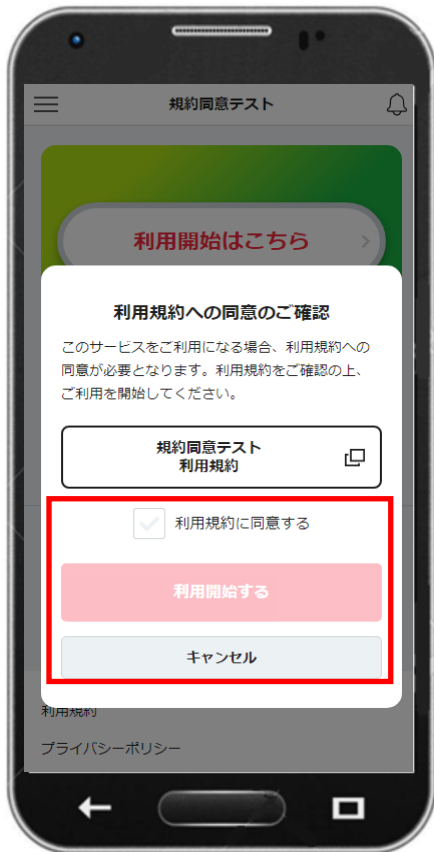 規約同意テスト
利用開始はこちら
利用規約への同意のご確認
このサービスをご利用になる場合、利用規約への
同意が必要となります。利用規約をご確認の上、
ご利用を開始してください。
規約同意テスト
利用規約
利用規約に同意する
利用開始する
キャンセル
利用規約
プライバシーポリシー